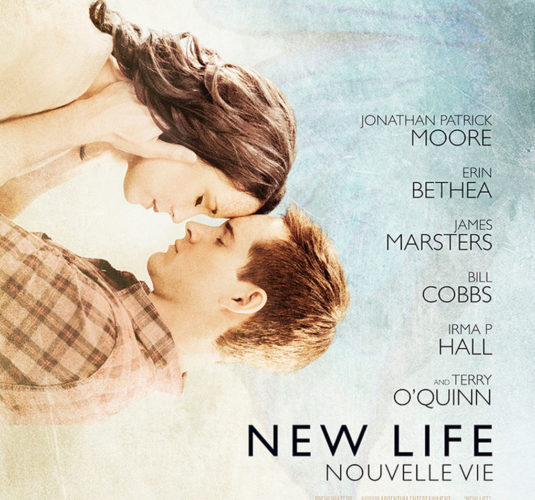 JONATHAN PATRICK
MOORE
ERIN
BETHEA
JAMES
MARSTERS
BILL
COBBS
IRMA P
HALL
AND TERRY
O'QUINN
NEW LIFE
NOUVELLE VIE